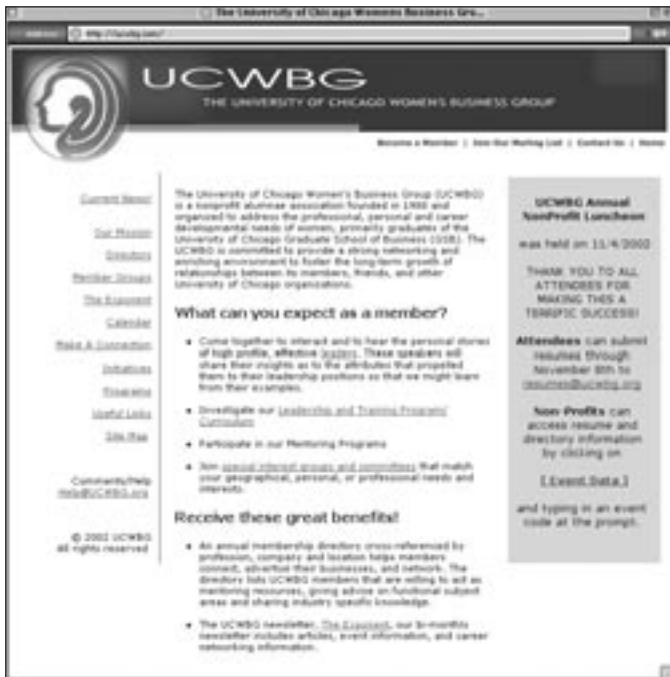 The University of Chicago Womens Business Gro...
UCWBG
THE UNIVERSITY OF CHICAGO WOMEN'S BUSINESS GROUP
Become a Member | Join Our Mailing List | Contact Us | Home
Current News!
Our Mission
Directors
Member Groups
The Exponent
Calendar
Make A Connection
Initiatives
Programs
Useful Links
Site Map
Comments/Help
Help@UCWBG.org
© 2002 UCWBG
All rights reserved
The University of Chicago Women's Business Group (UCWBG)
is a nonprofit alumnae association founded in
organized to address the professional, personal and career
developmental needs of women, primarily graduates of the
University of Chicago Graduate School of Business (GSB). The
UCWBG is committed to provide a strong networking and
enriching environment to foster the long-term growth of
relationships between its members, friends, and other
University of Chicago organizations.
What can you expect as a member?
• Come together to interact and to hear the personal stories
of high profile, effective leaders. These speakers will
share their insights as to the attributes that propelled
them to their leadership positions so that we might learn
from their examples.
• Investigate our Leadership and Training Programs'
Curriculum
• Participate in our Mentoring Programs
• Join special interest groups and committees that match
your geographical, personal, or professional needs and
interests.
Receive these great benefits!
• An annual membership directory cross-referenced by
profession, company and location helps members
connect, advertise their businesses, and network. The
directory lists UCWBG members that are willing to act as
mentoring resources, giving advise on functional subject
areas and sharing industry specific knowledge.
• The UCWBG newsletter, The Exponent, our bi-monthly
newsletter includes articles, event information, and career
networking information.
UCWBG Annual
NonProfit Luncheon
was held on 11/4/2002
THANK YOU TO ALL
ATTENDEES FOR
MAKING THIS A
TERRIFIC SUCCESS!
Attendees can submit
resumes through
November 8th to
resumes@ucwbg.org
Non-Profits can
access resume and
directory information
by clicking on
[ Event Data ]
and typing in an event
code at the prompt.